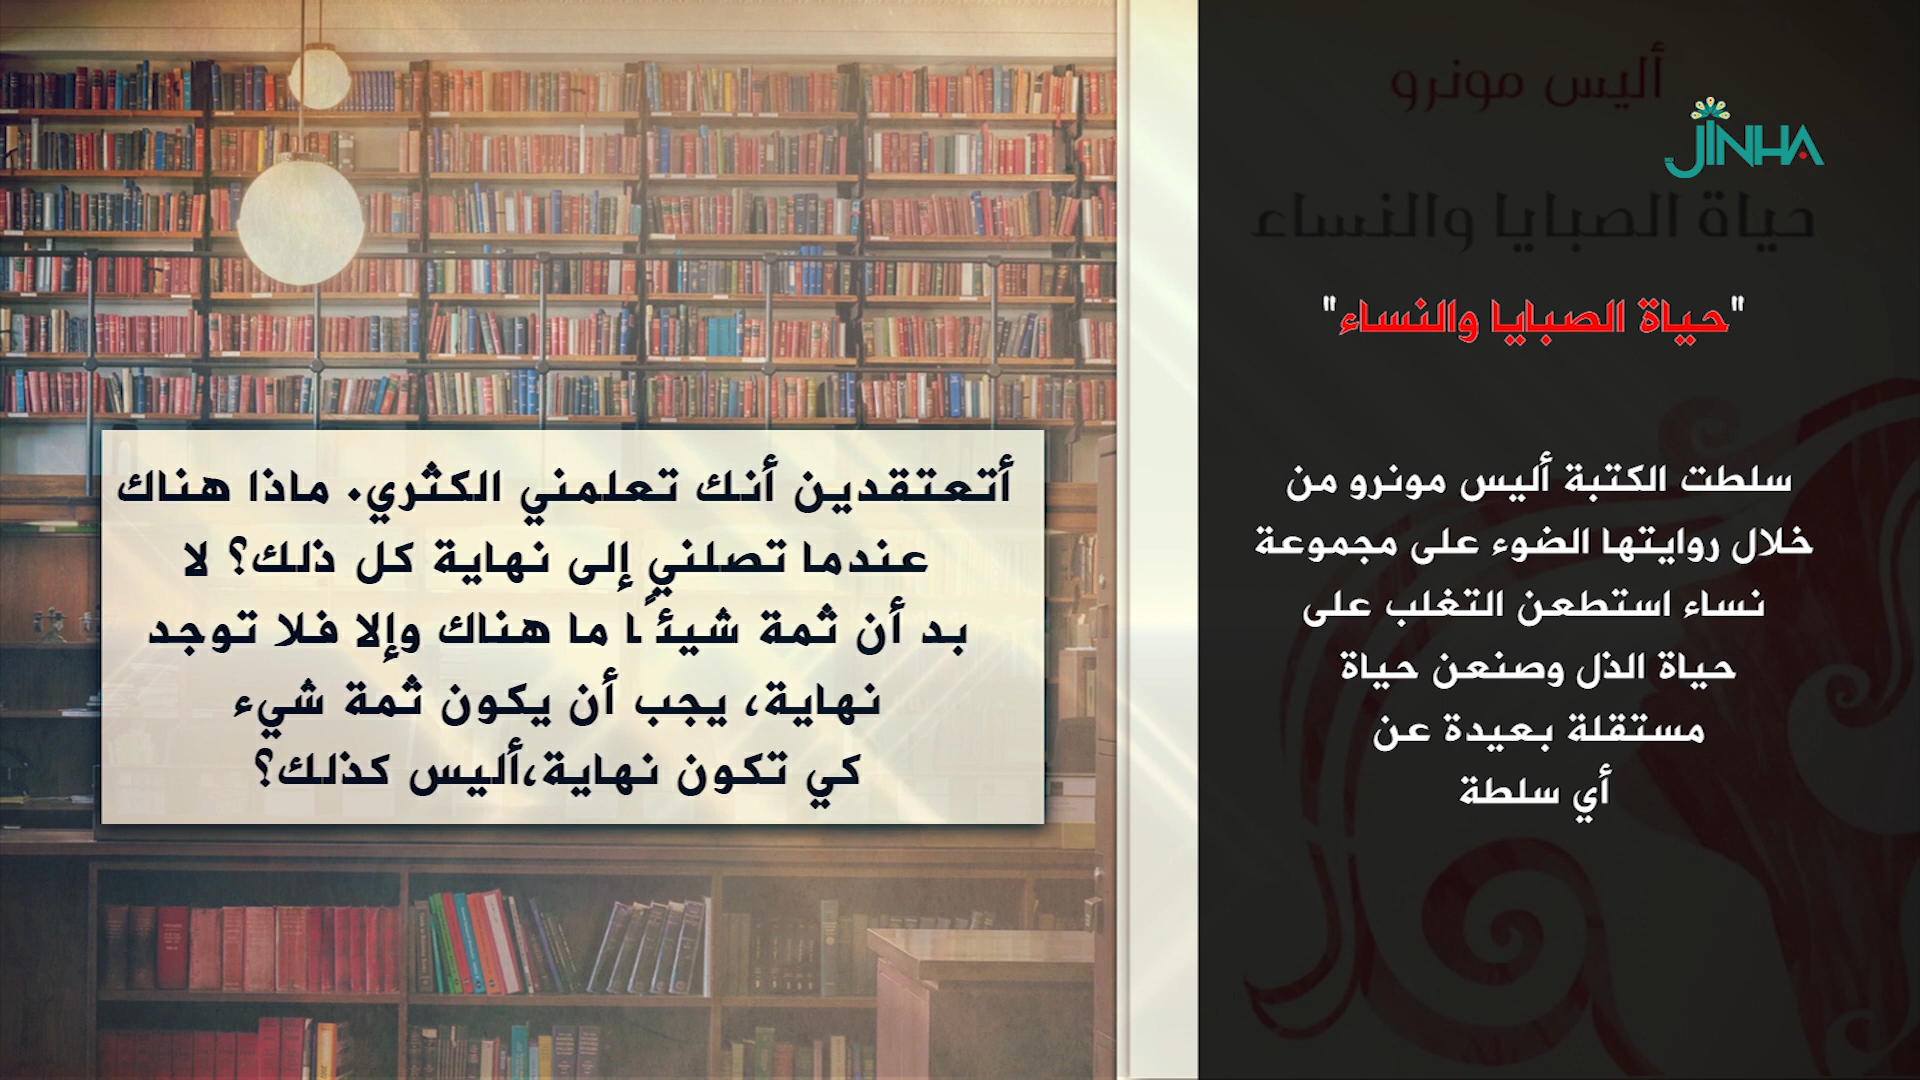 أليس مونرو
JINHA
حياة الصبايا والنساء
"حياة الصبايا والنساء"
سلطت الكتبة أليس مونرو من
خلال روايتها الضوء على مجموعة
نساء استطعن التغلب على
حياة الذل وصنعن حياة
مستقلة بعيدة عن
أي سلطة
أتعتقدين أنك تعلمني الكثري. ماذا هناك
عندما تصلني إلى نهاية كل ذلك؟ لا
بد أن ثمة شيئًا ما هناك وإلا فلا توجد
نهاية، يجب أن يكون ثمة شيء
كي تكون نهاية،أليس كذلك؟